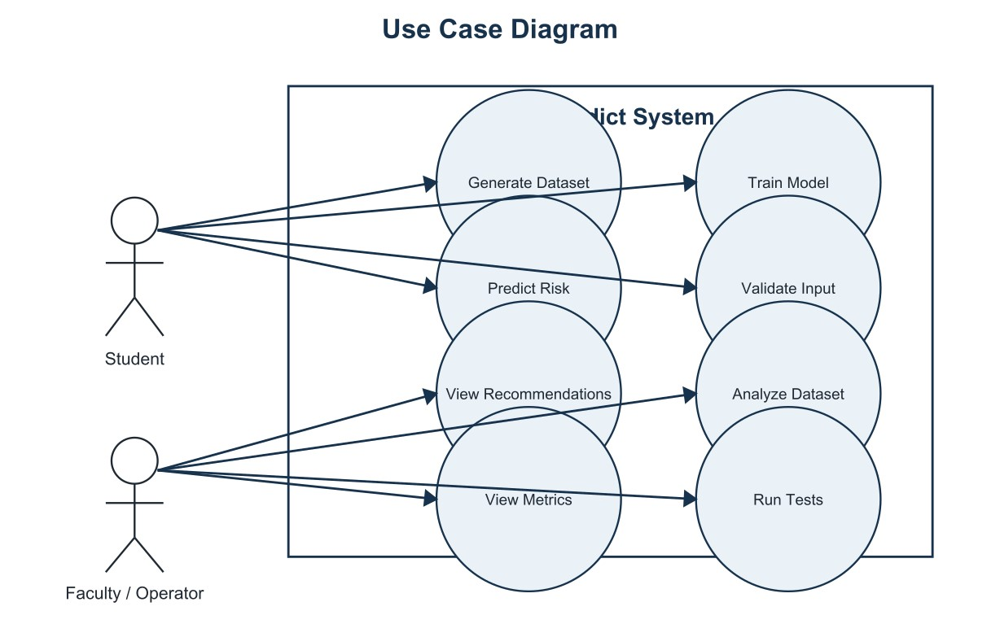 Use Case Diagram
System
Generate Dataset
Train Model
Predict Risk
Validate Input
Student
View Recommendations
Analyze Dataset
View Metrics
Run Tests
Faculty / Operator